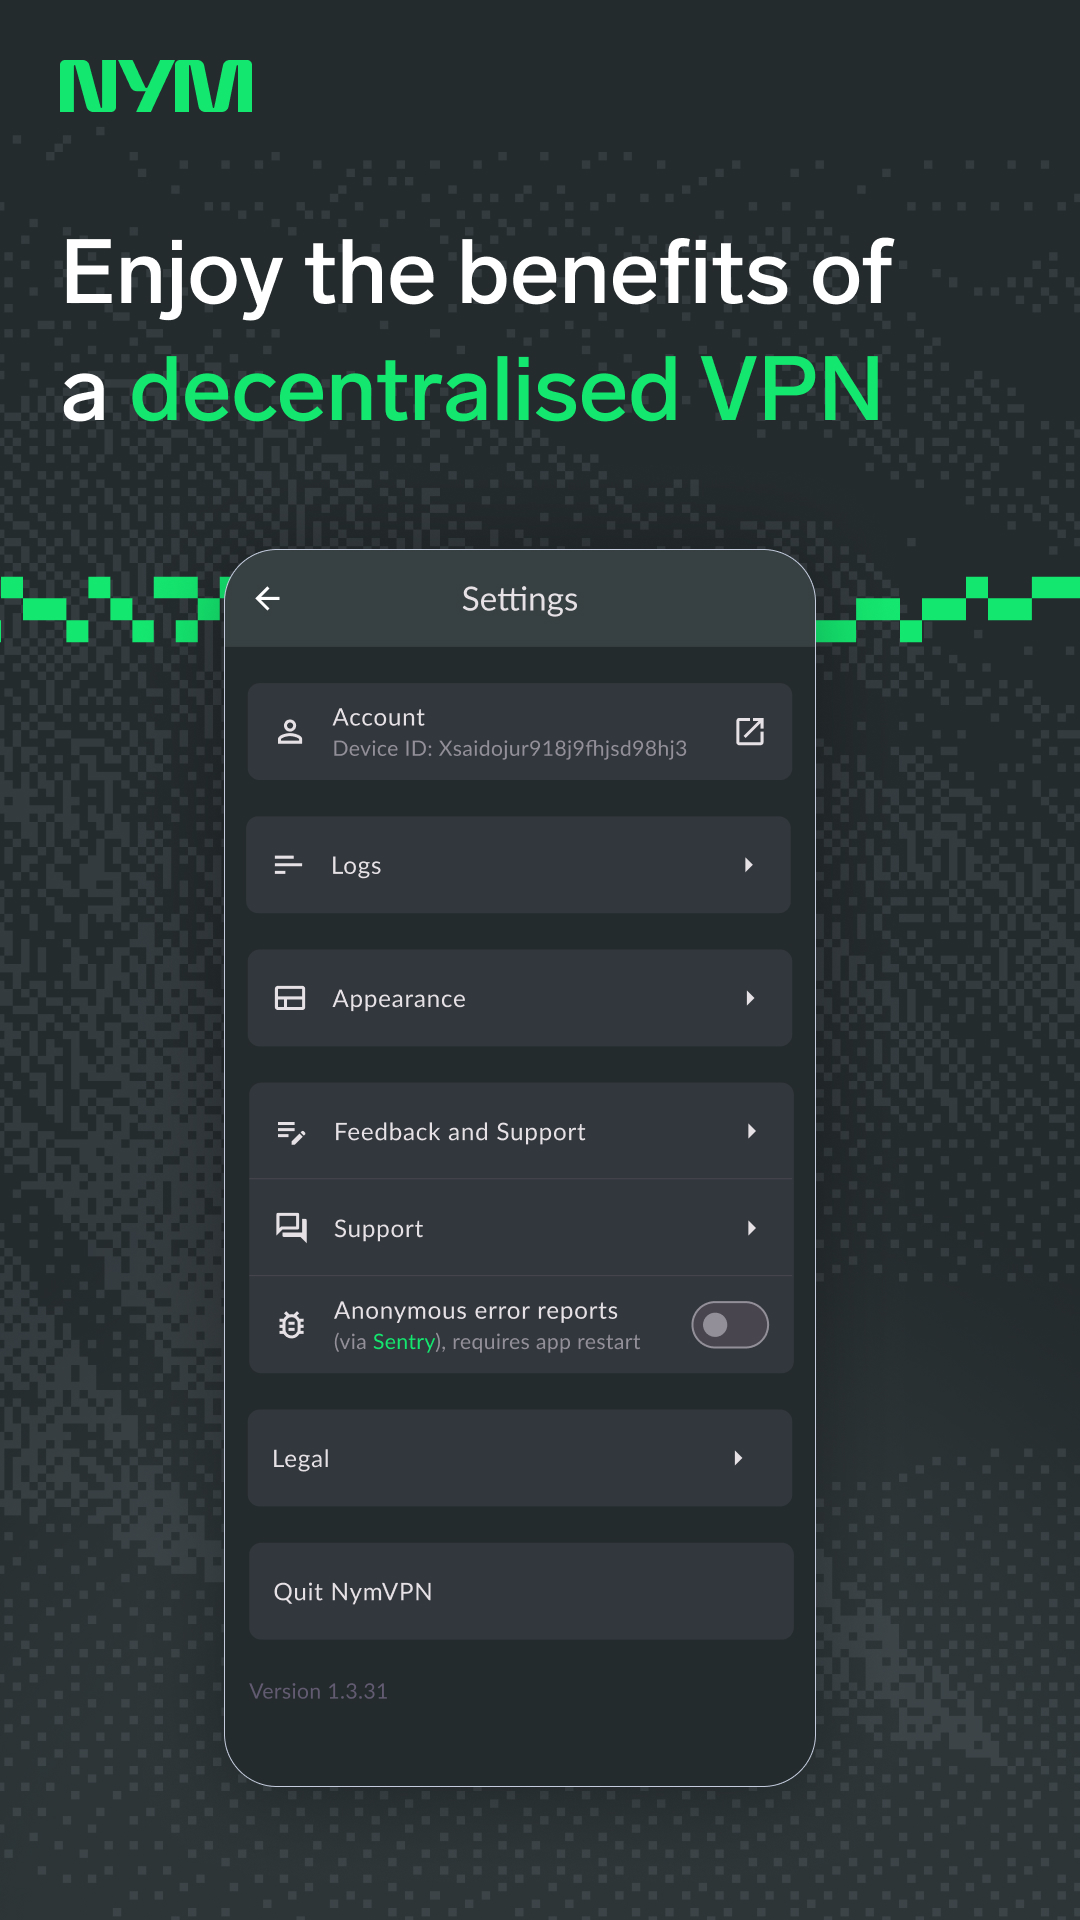 NYM
Enjoy the benefits of
a decentralised VPN
Settings
Account
Device ID: Xsaidojur918j9fhjsd98hj3
Logs
Appearance
Feedback and Support
Support
Anonymous error reports
(via Sentry), requires app restart
Legal
Quit NymVPN
Version 1.3.31